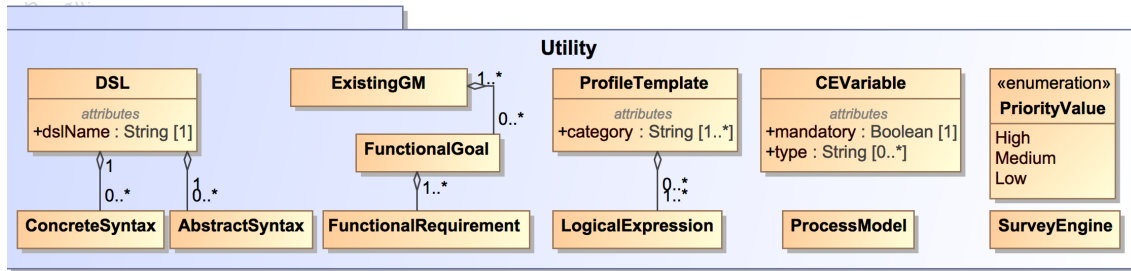 Utility
DSL
attributes
+dslName : String [1]
1
0..*
1
0..*
ConcreteSyntax
AbstractSyntax
ExistingGM
1..*
0..*
FunctionalGoal
1..*
FunctionalRequirement
ProfileTemplate
attributes
+category : String [1..*]
0..*
1..*
LogicalExpression
CEVariable
attributes
+mandatory : Boolean [1]
+type : String [0..*]
ProcessModel
«enumeration»
PriorityValue
High
Medium
Low
SurveyEngine